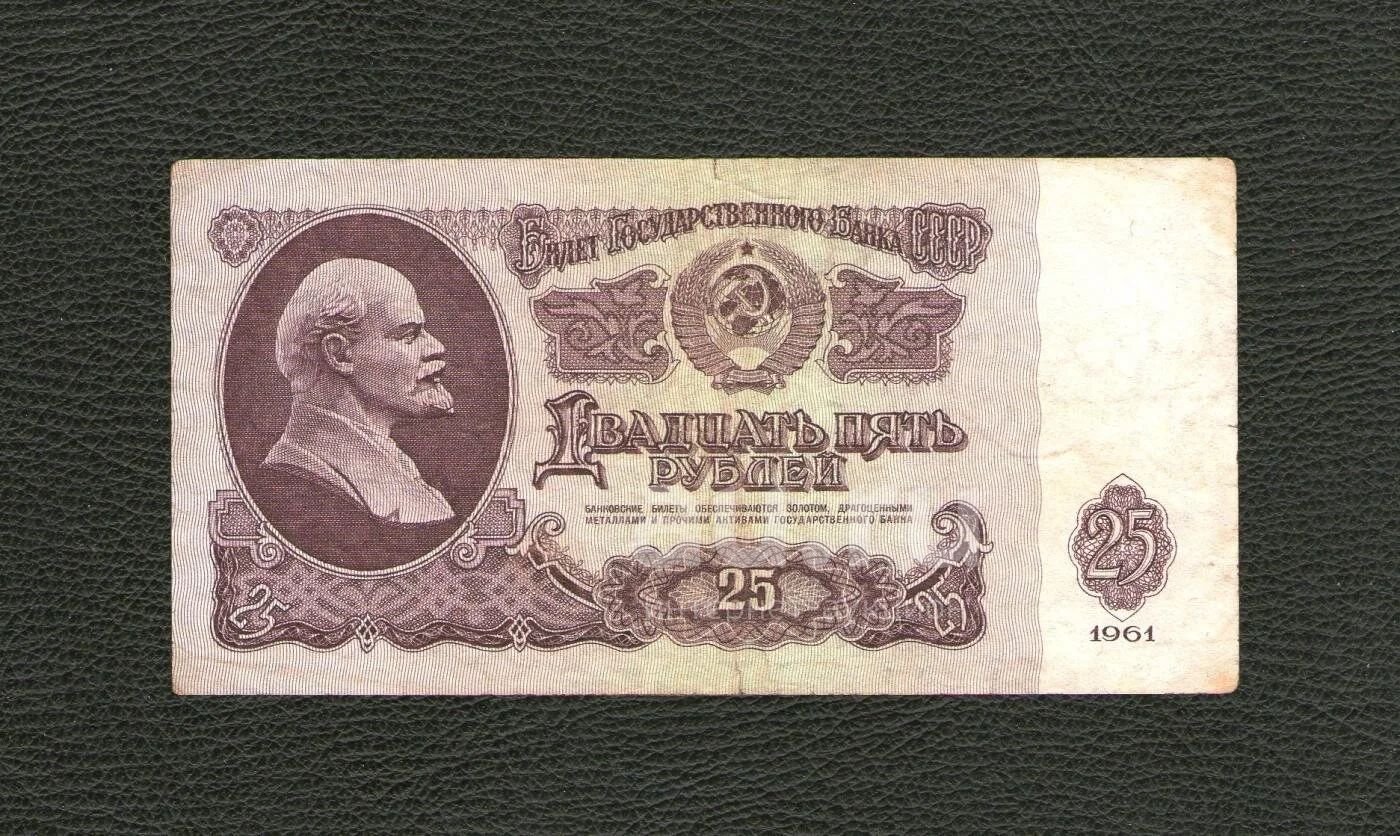 Билет Государственного Банка СССР
Двадцать пять
рублей
БАНКОВСКИЕ БИЛЕТЫ ОБЕСПЕЧИВАЮТСЯ ЗОЛОТОМ, ДРАГОЦЕННЫМИ
МЕТАЛЛАМИ И ПРОЧИМИ АКТИВАМИ ГОСУДАРСТВЕННОГО БАНКА
25
25
25
25
1961